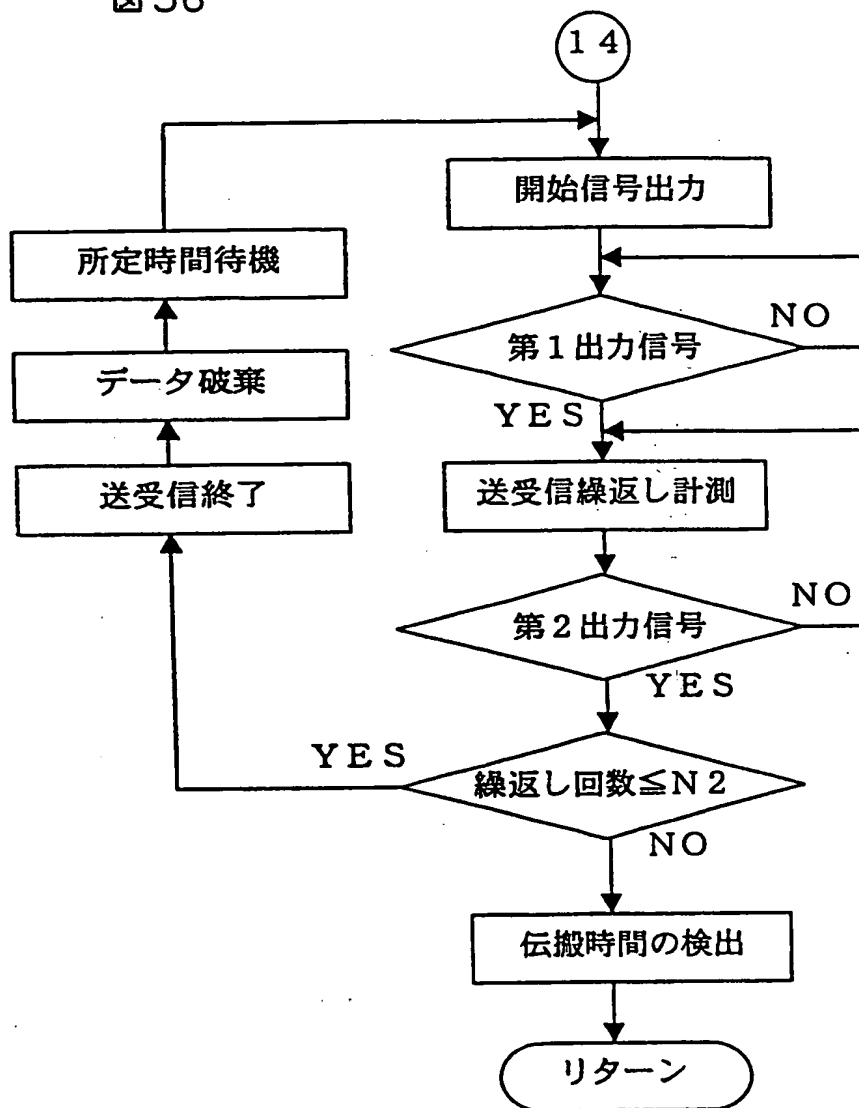 図56
14
開始信号出力
所定時間待機
第1出力信号
NO
データ破棄
YES
送受信終了
送受信繰返し計測
第2出力信号
NO
YES
YES
繰返し回数≦N2
NO
伝搬時間の検出
リターン